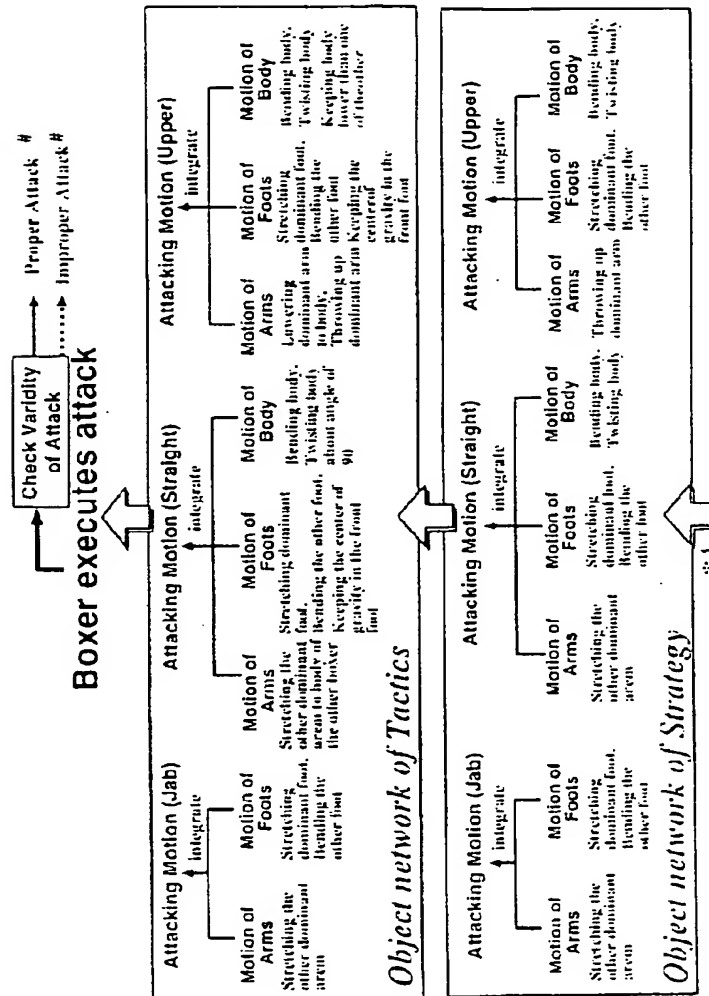 Check Varidity
of Attack
Proper Attack #
Improper Attack #
Boxer executes attack
Attacking Motion (Jab)
integrate
Motion of
Arms
Stretching the
other dominant
arem
Motion of
Foots
Stretching
dominant foot.
Bending the
other foot
Attacking Motion (Straight)
integrate
Motion of
Arms
Stretching the
other dominant
arem to body of
the other boxer
Motion of
Foots
Stretching dominant
foot.
Bending the other foot.
Keeping the center of
gravity in the front
foot
Motion of
Body
Bending body.
Twisting body
about angle of
90
Attacking Motion (Upper)
integrate
Motion of
Arms
Lowering
dominant arm
to body.
Throwing up
dominant arm
Motion of
Foots
Stretching
dominant foot.
Bending the
other foot
Keeping the
center of
gravity in the
front foot
Motion of
Body
Bending body.
Twisting body
Keeping body
lower than one
of the other
Object network of Tactics
Attacking Motion (Jab)
integrate
Motion of
Arms
Stretching the
other dominant
arem
Motion of
Foots
Stretching
dominant foot.
Bending the
other foot
Attacking Motion (Straight)
integrate
Motion of
Arms
Stretching the
other dominant
arem
Motion of
Foots
Stretching
dominant foot.
Bending the
other foot
Motion of
Body
Bending body.
Twisting body
Attacking Motion (Upper)
integrate
Motion of
Arms
Throwing up
dominant arm
Motion of
Foots
Stretching
dominant foot.
Bending the
other foot
Motion of
Body
Bending body.
Twisting body
Object network of Strategy